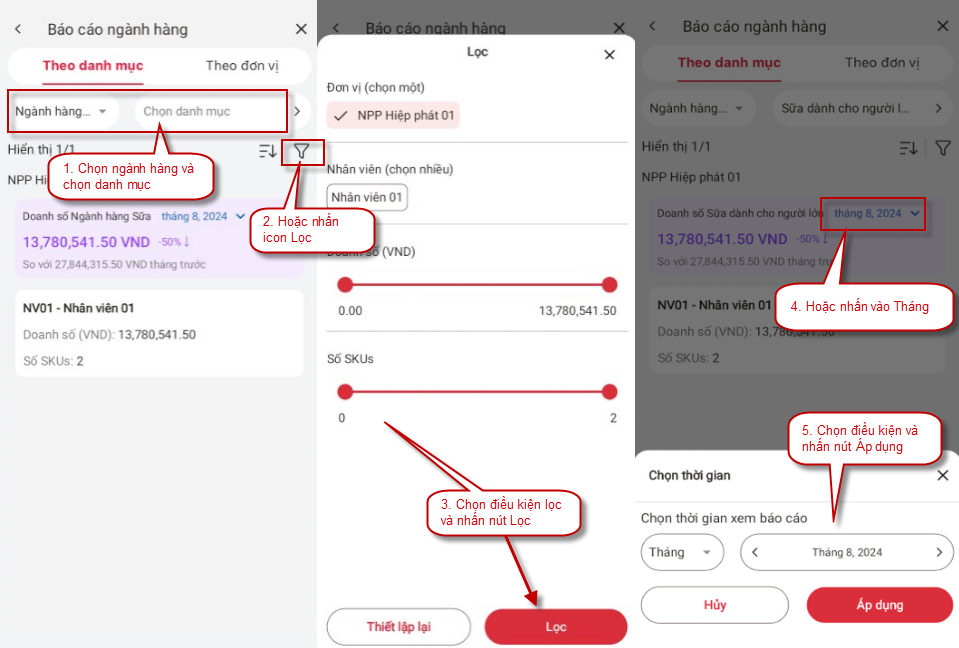 Báo cáo ngành hàng
Theo danh mục
Theo đơn vị
Ngành hàng...
Chọn danh mục
Hiển thị 1/1
1. Chọn ngành hàng và
chọn danh mục
NPP Hi
2. Hoặc nhấn
icon Lọc
Doanh số Ngành hàng Sữa tháng 8, 2024
13,780,541.50 VND -50%↓
So với 27,844,315.50 VND tháng trước
NV01 - Nhân viên 01
Doanh số (VND): 13,780,541.50
Số SKUs: 2
Báo cáo ngành hàng
Lọc
Đơn vị (chọn một)
NPP Hiệp phát 01
Nhân viên (chọn nhiều)
Nhân viên 01
số (VND)
0.00
13,780,541.50
Số SKUs
0
2
3. Chọn điều kiện lọc
và nhấn nút Lọc
Thiết lập lại
Lọc
Báo cáo ngành hàng
Theo danh mục
Theo đơn vị
Ngành hàng...
Sữa dành cho người l...
Hiển thị 1/1
NPP Hiệp phát 01
Doanh số Sữa dành cho người lớn tháng 8, 2024
13,780,541.50 VND -50%↓
So với 27,844,315.50 VND tháng trư
4. Hoặc nhấn vào Tháng
NV01 - Nhân viên 01
Doanh số (VND): 13,780,541.50
Số SKUs: 2
5. Chọn điều kiện và
nhấn nút Áp dụng
Chọn thời gian
Chọn thời gian xem báo cáo
Tháng
Tháng 8, 2024
Hủy
Áp dụng